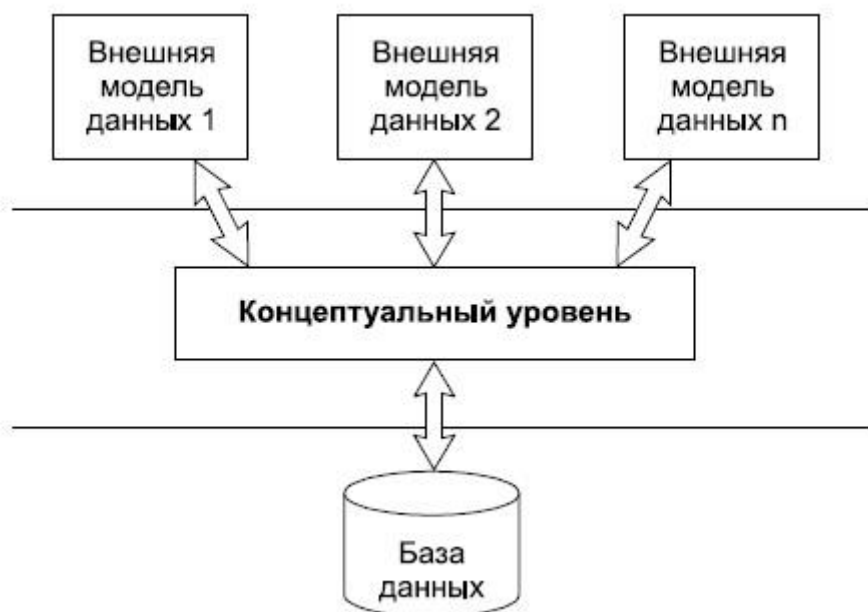 Внешняя
модель
данных 1
Внешняя
модель
данных 2
Внешняя
модель
данных n
Концептуальный уровень
База
данных